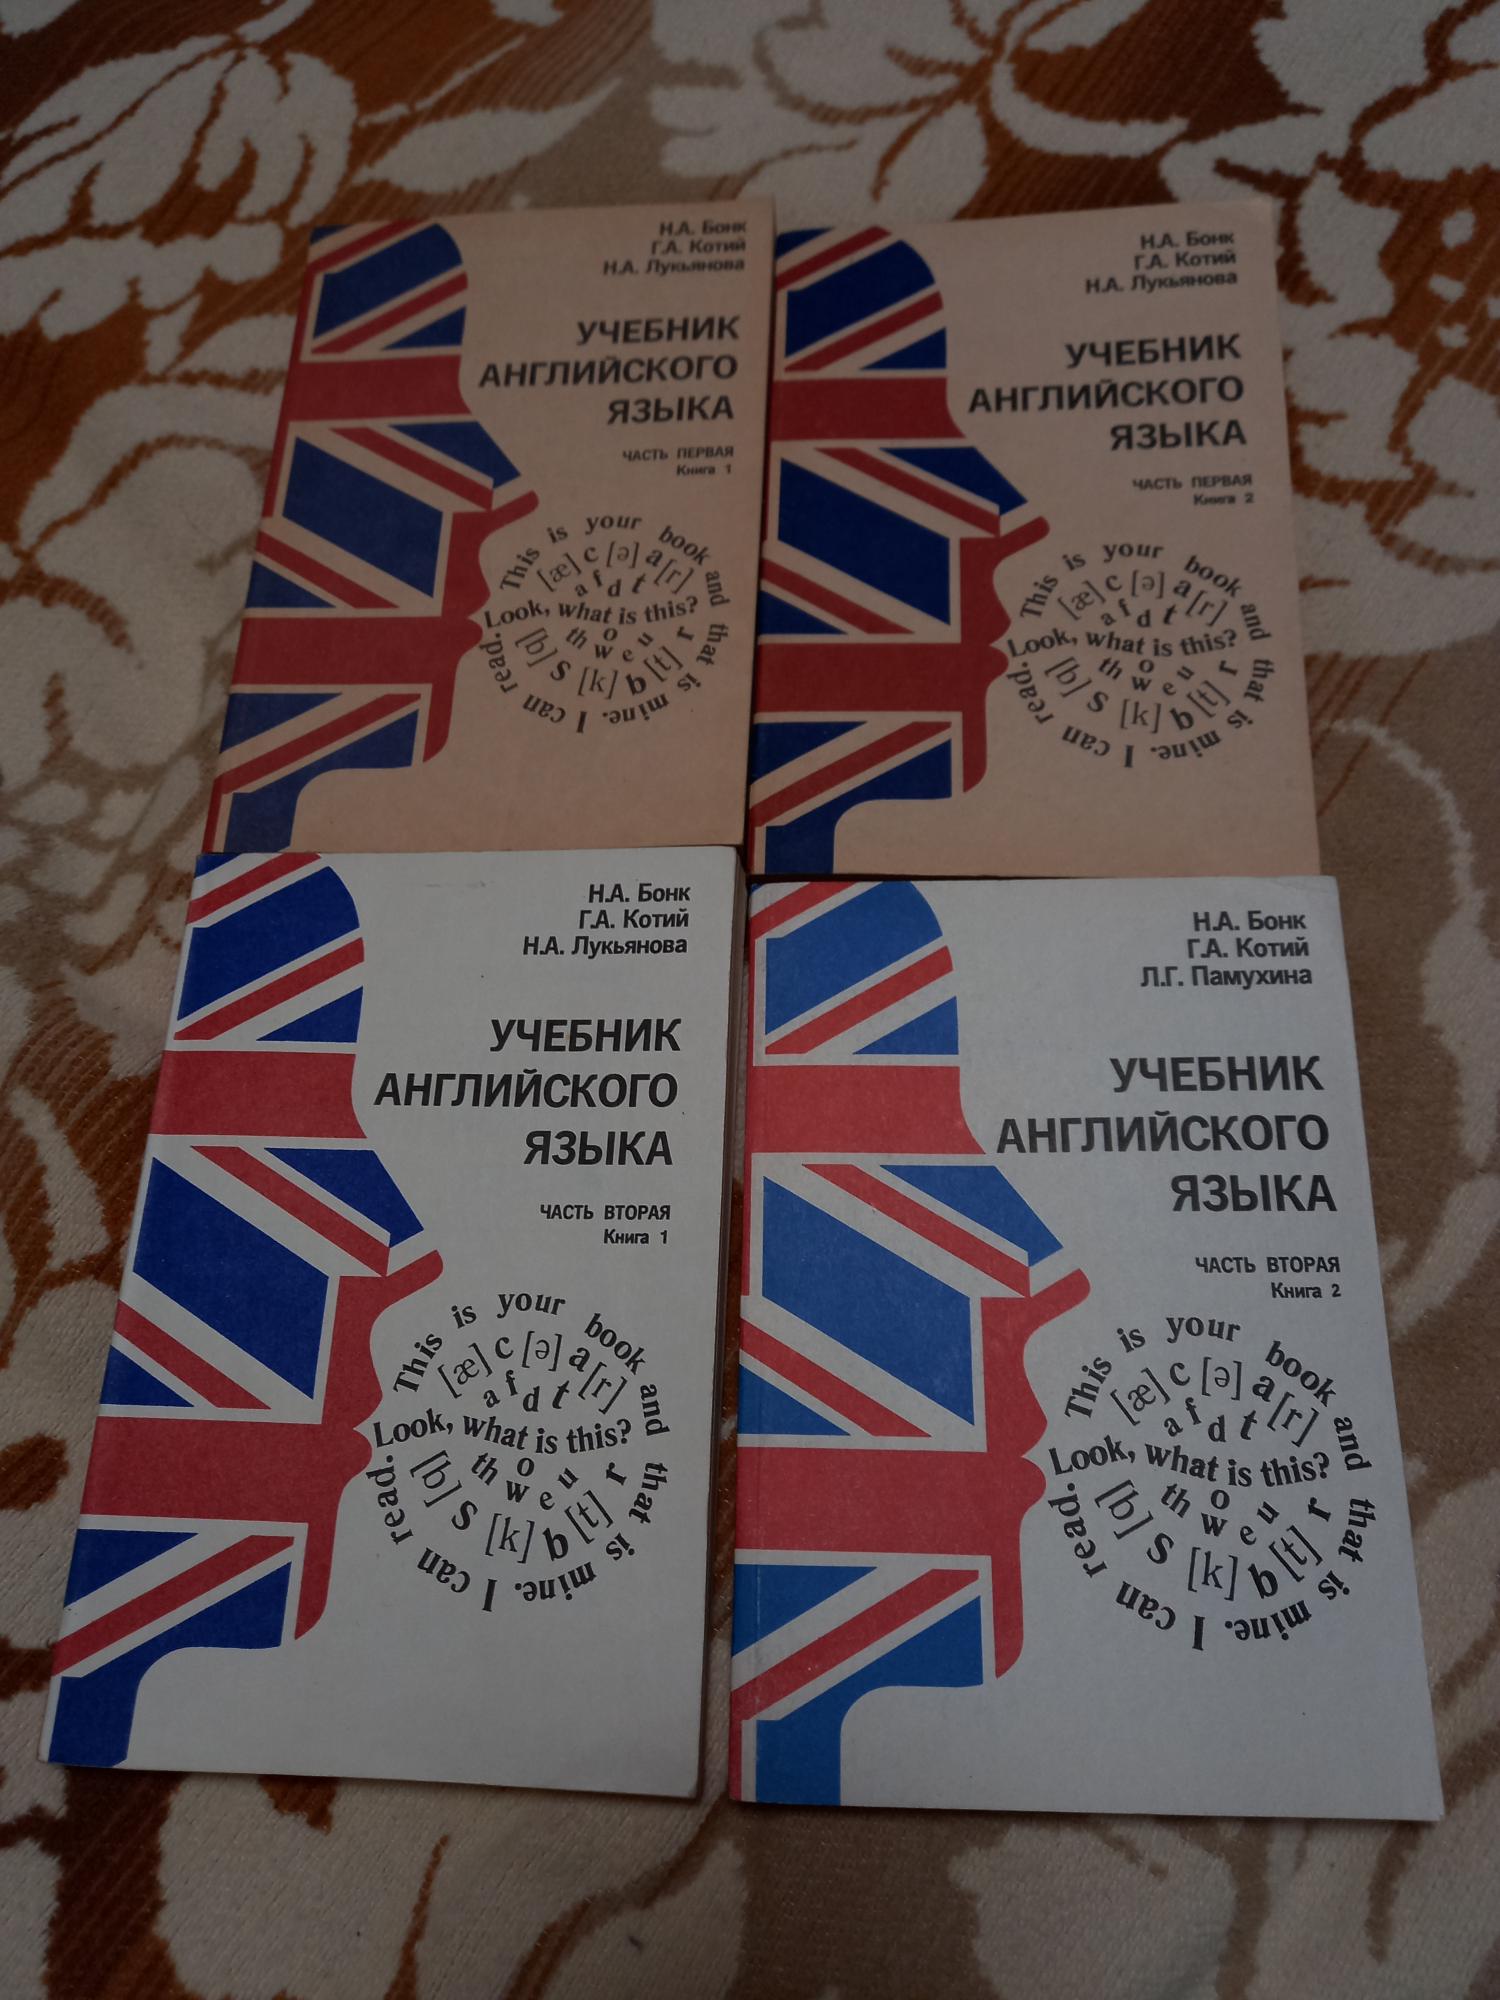 Н.А. Бонк
Г.А. Котий
Н.А. Лукьянова
УЧЕБНИК
АНГЛИЙСКОГО
ЯЗЫКА
ЧАСТЬ ПЕРВАЯ
Книга 1
This is your book and that is mine. I can read.
[æ] c [ə] a [r]
a f d t
Look, what is this?
th o w e u r
[b] S [k] b [t]
Н.А. Бонк
Г.А. Котий
Н.А. Лукьянова
УЧЕБНИК
АНГЛИЙСКОГО
ЯЗЫКА
ЧАСТЬ ПЕРВАЯ
Книга 2
This is your book and that is mine. I can read.
[æ] c [ə] a [r]
a f d t
Look, what is this?
th o w e u r
[b] S [k] b [t]
Н.А. Бонк
Г.А. Котий
Н.А. Лукьянова
УЧЕБНИК
АНГЛИЙСКОГО
ЯЗЫКА
ЧАСТЬ ВТОРАЯ
Книга 1
This is your book and that is mine. I can read.
[æ] c [ə] a [r]
a f d t
Look, what is this?
th o w e u r
[b] S [k] b [t]
Н.А. Бонк
Г.А. Котий
Л.Г. Памухина
УЧЕБНИК
АНГЛИЙСКОГО
ЯЗЫКА
ЧАСТЬ ВТОРАЯ
Книга 2
This is your book and that is mine. I can read.
[æ] c [ə] a [r]
a f d t
Look, what is this?
th o w e u r
[b] S [k] b [t]